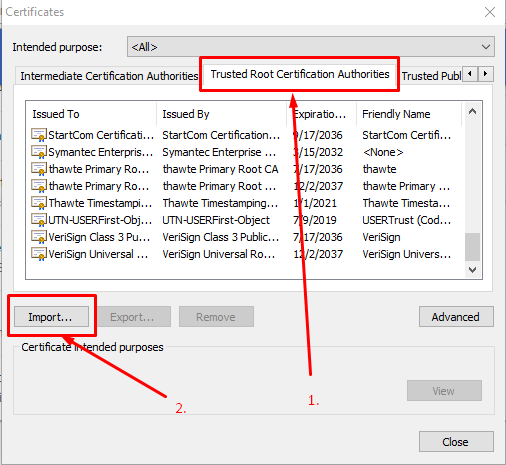 Certificates
Intended purpose: <All>
Intermediate Certification Authorities Trusted Root Certification Authorities Trusted Publ
Issued To Issued By Expiratio... Friendly Name
StartCom Certificati... StartCom Certification... 9/17/2036 StartCom Certifi...
Symantec Enterpris... Symantec Enterprise ... 3/15/2032 <None>
thawte Primary Ro... thawte Primary Root CA 7/17/2036 thawte
thawte Primary Ro... thawte Primary Root C... 12/2/2037 thawte Primary ...
Thawte Timestamp... Thawte Timestamping... 1/1/2021 Thawte Timesta...
UTN-USERFirst-Obj... UTN-USERFirst-Object 7/9/2019 USERTrust (Cod...
VeriSign Class 3 Pu... VeriSign Class 3 Public... 7/17/2036 VeriSign
VeriSign Universal ... VeriSign Universal Ro... 12/2/2037 VeriSign Univers...
Import... Export... Remove Advanced
Certificate intended purposes
View
2.
1.
Close